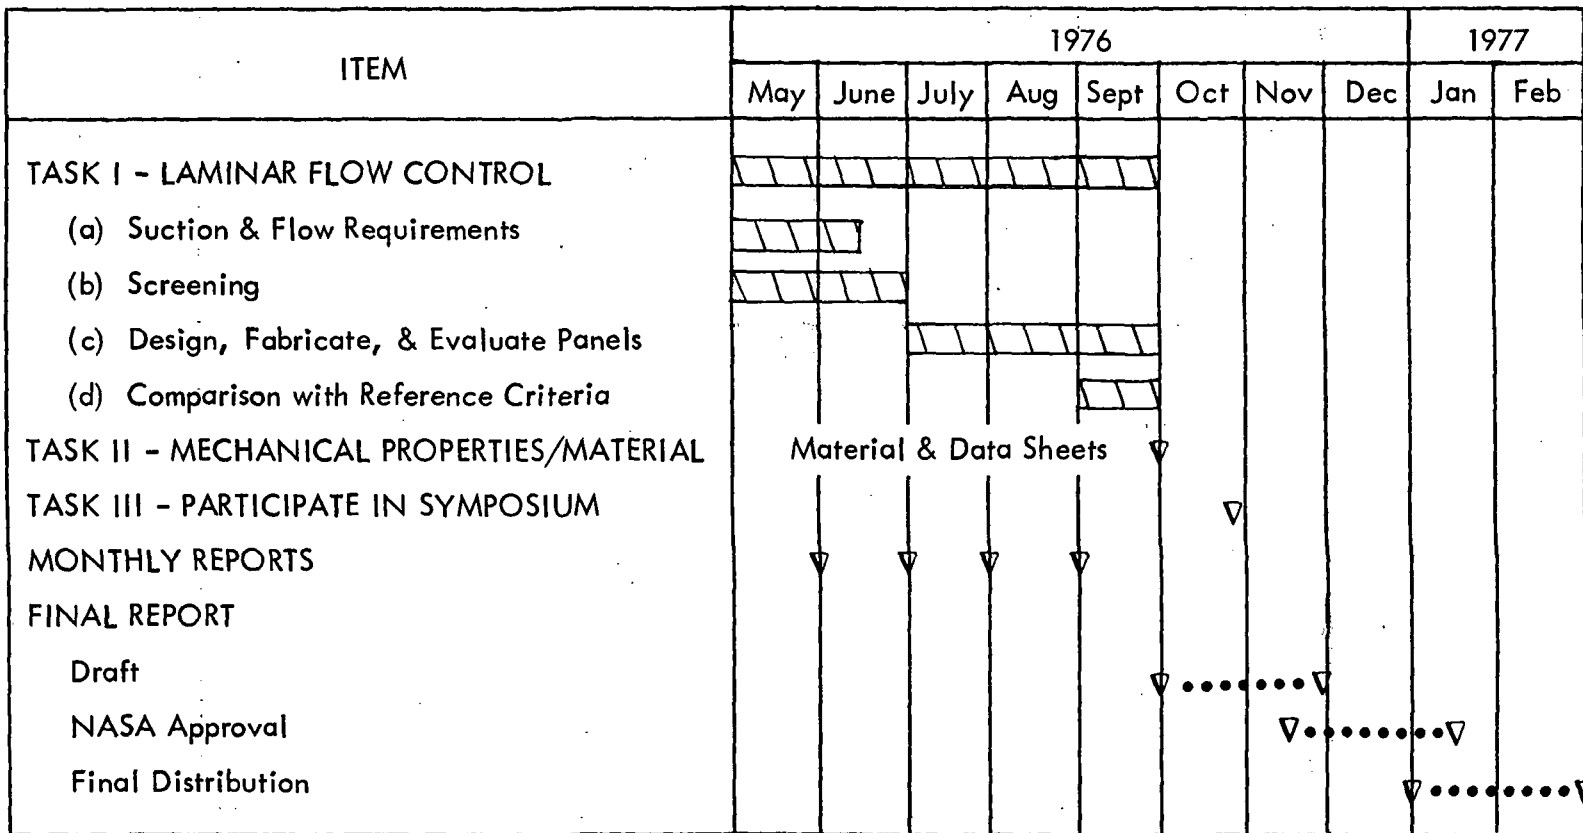 ITEM
1976
1977
May June July Aug Sept Oct Nov Dec Jan Feb
TASK I - LAMINAR FLOW CONTROL
(a) Suction & Flow Requirements
(b) Screening
(c) Design, Fabricate, & Evaluate Panels
(d) Comparison with Reference Criteria
TASK II - MECHANICAL PROPERTIES/MATERIAL Material & Data Sheets
TASK III - PARTICIPATE IN SYMPOSIUM
MONTHLY REPORTS
FINAL REPORT
Draft
NASA Approval
Final Distribution